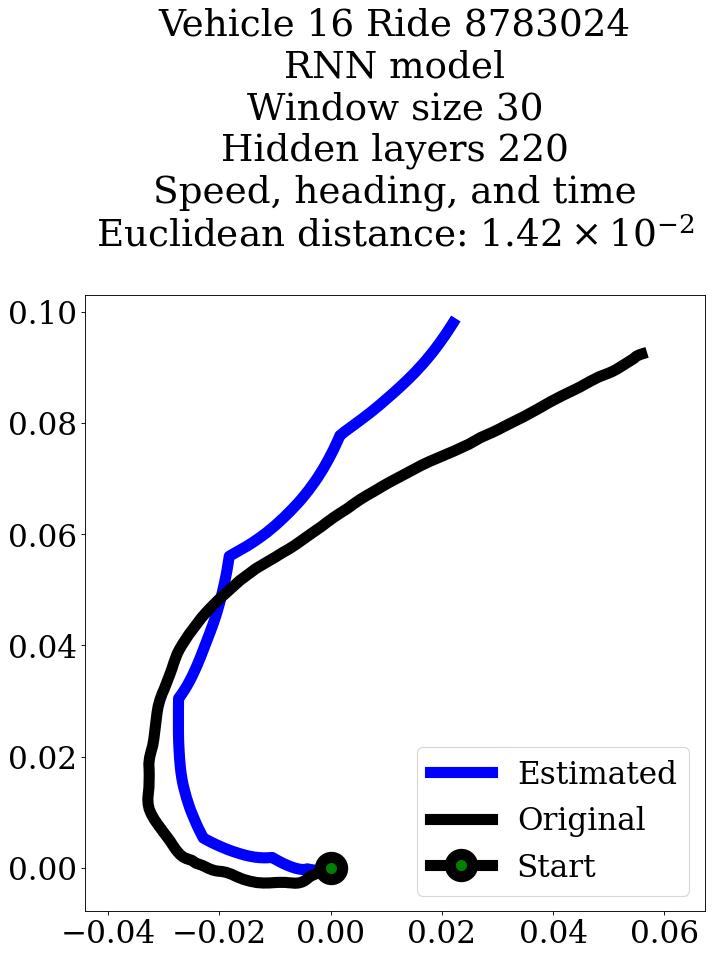 Vehicle 16 Ride 8783024
RNN model
Window size 30
Hidden layers 220
Speed, heading, and time
Euclidean distance: 1.42 × 10⁻²
0.10
0.08
0.06
0.04
0.02
0.00
Estimated
Original
Start
−0.04 −0.02 0.00 0.02 0.04 0.06